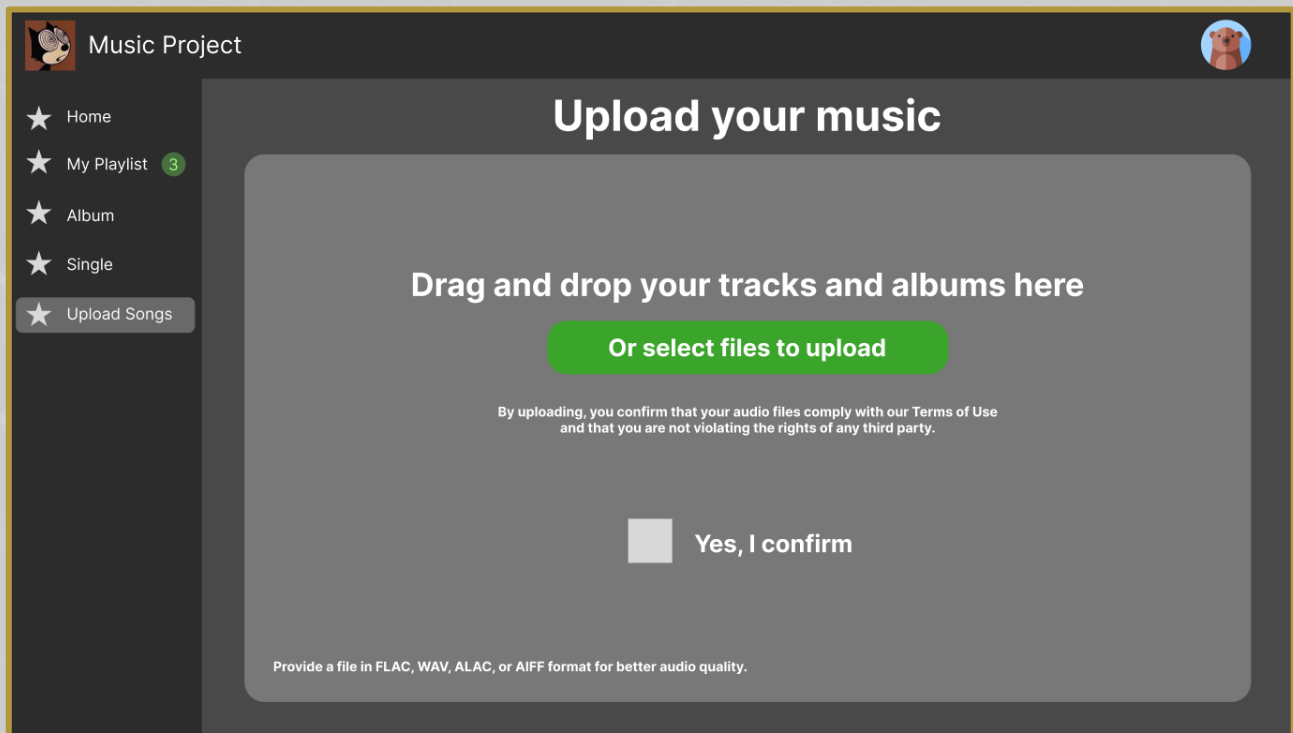 Music Project
Home
My Playlist 3
Album
Single
Upload Songs
Upload your music
Drag and drop your tracks and albums here
Or select files to upload
By uploading, you confirm that your audio files comply with our Terms of Use
and that you are not violating the rights of any third party.
Yes, I confirm
Provide a file in FLAC, WAV, ALAC, or AIFF format for better audio quality.